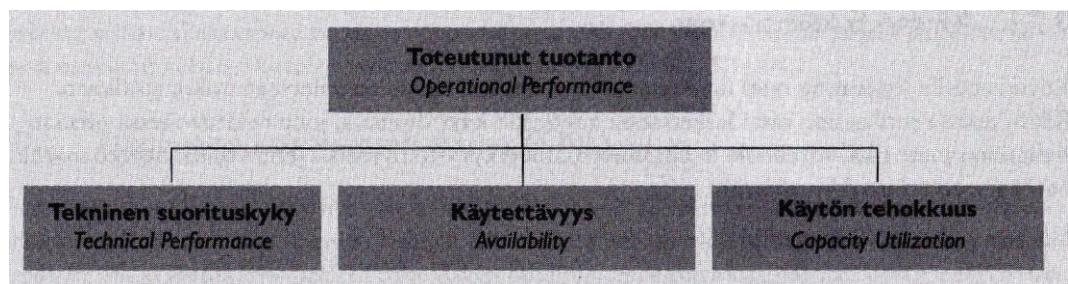 Toteutunut tuotanto
Operational Performance
Tekninen suorituskyky
Technical Performance
Käytettävyys
Availability
Käytön tehokkuus
Capacity Utilization